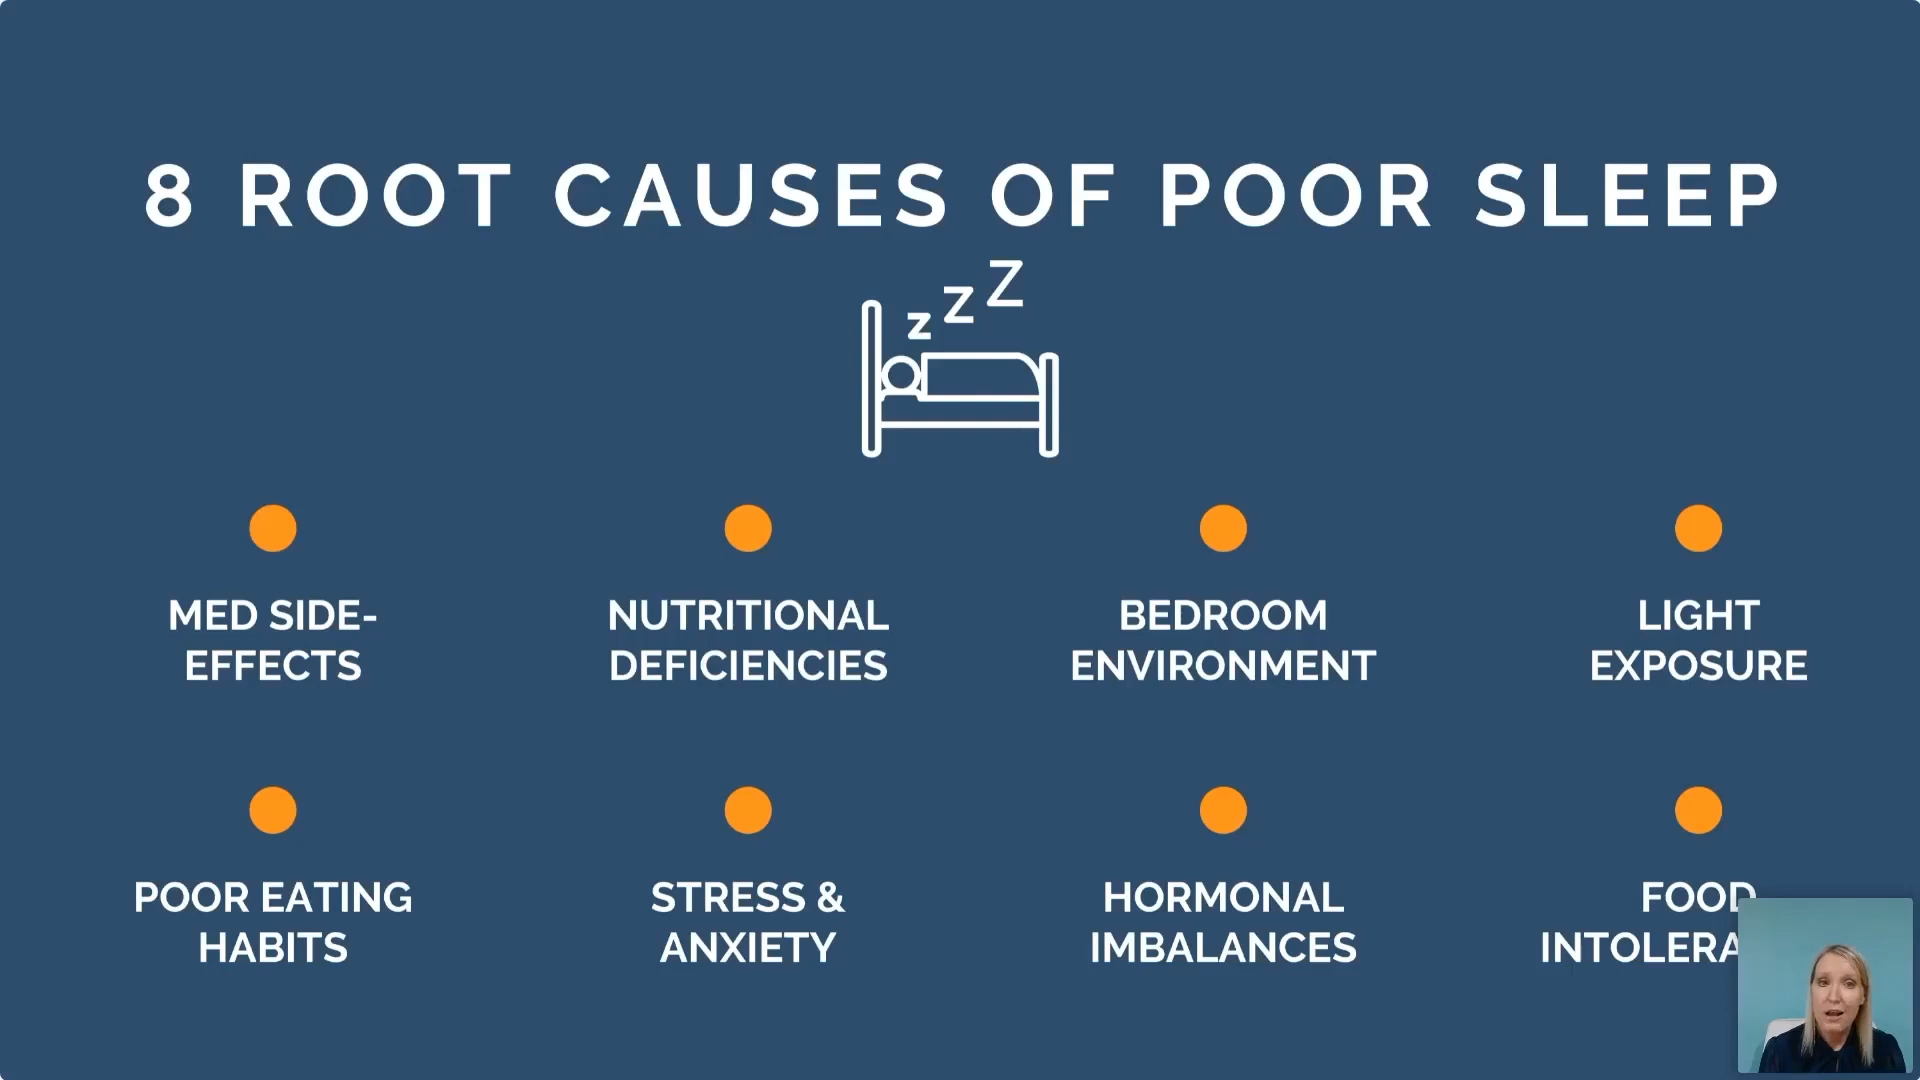 8 ROOT CAUSES OF POOR SLEEP
z z Z
MED SIDE-
EFFECTS
NUTRITIONAL
DEFICIENCIES
BEDROOM
ENVIRONMENT
LIGHT
EXPOSURE
POOR EATING
HABITS
STRESS &
ANXIETY
HORMONAL
IMBALANCES
FOOD